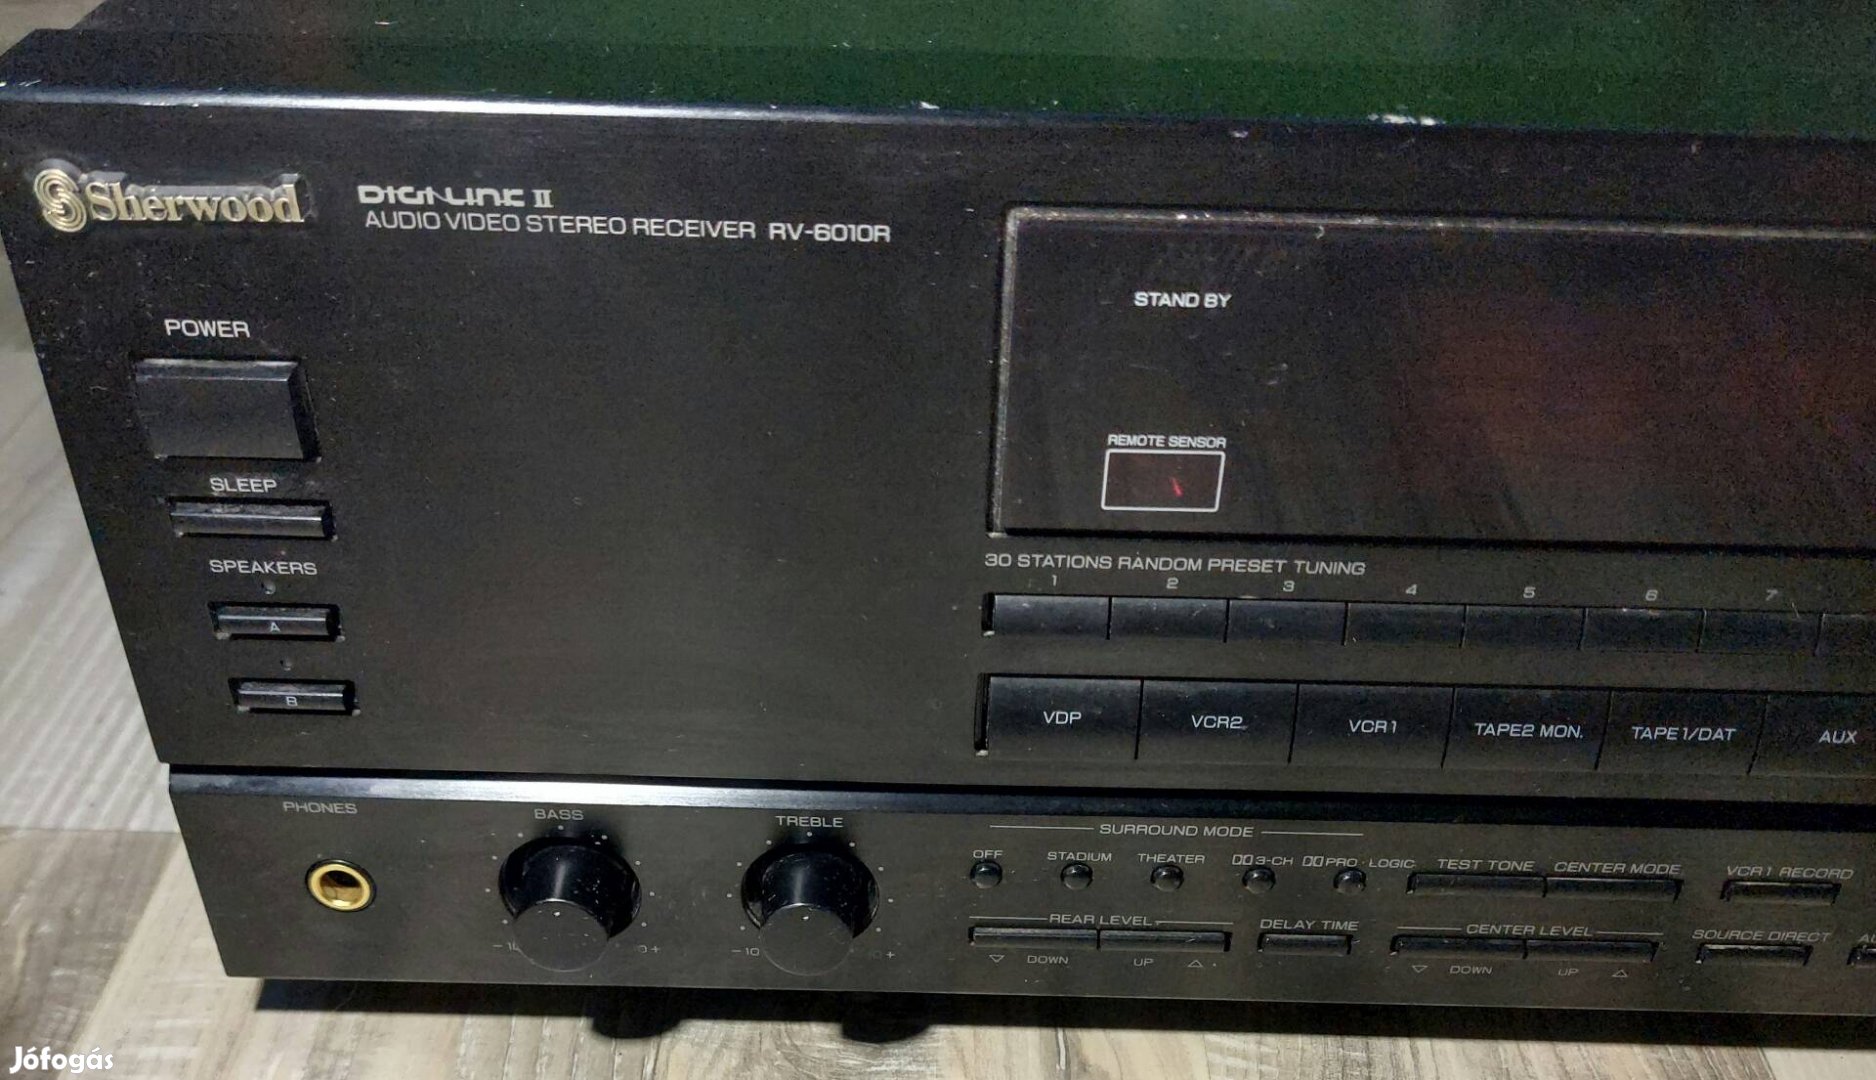 Sherwood
DIGI-LINK II
AUDIO VIDEO STEREO RECEIVER RV-6010R
POWER
STAND BY
REMOTE SENSOR
SLEEP
SPEAKERS
A
B
30 STATIONS RANDOM PRESET TUNING
1 2 3 4 5 6 7
VDP VCR2 VCR1 TAPE2 MON. TAPE1/DAT AUX
PHONES
BASS
TREBLE
SURROUND MODE
OFF STADIUM THEATER 3-CH PRO·LOGIC TEST TONE CENTER MODE VCR1 RECORD
REAR LEVEL DELAY TIME CENTER LEVEL SOURCE DIRECT
-10
▽ DOWN UP △ ▽ DOWN UP △
Jófogás